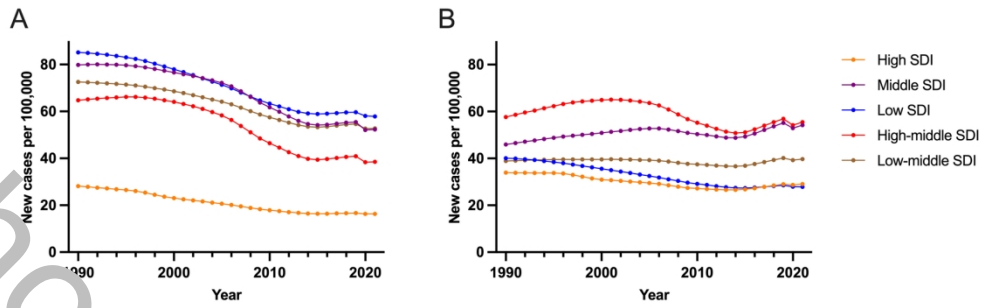 A
New cases per 100,000
80
60
40
20
0
1990
2000
2010
2020
Year
B
New cases per 100,000
80
60
40
20
0
1990
2000
2010
2020
Year
High SDI
Middle SDI
Low SDI
High-middle SDI
Low-middle SDI